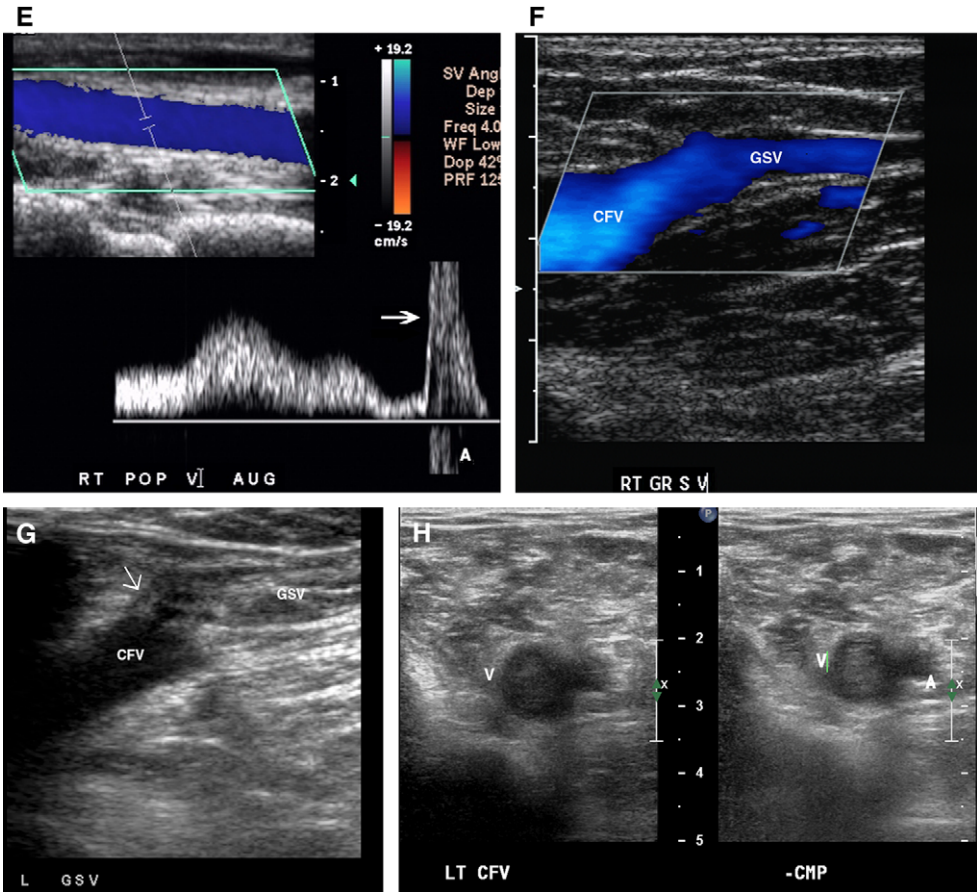 E
+ 19.2
- 1
- 2
- 19.2
cm/s
SV Angl
Dep
Size
Freq 4.0
WF Low
Dop 42%
PRF 125
A
RT POP V AUG
F
GSV
CFV
RT GR S V
G
GSV
CFV
L GSV
H
P
- 1
- 2
- 3
- 4
- 5
V
x
V
A
x
LT CFV
-CMP